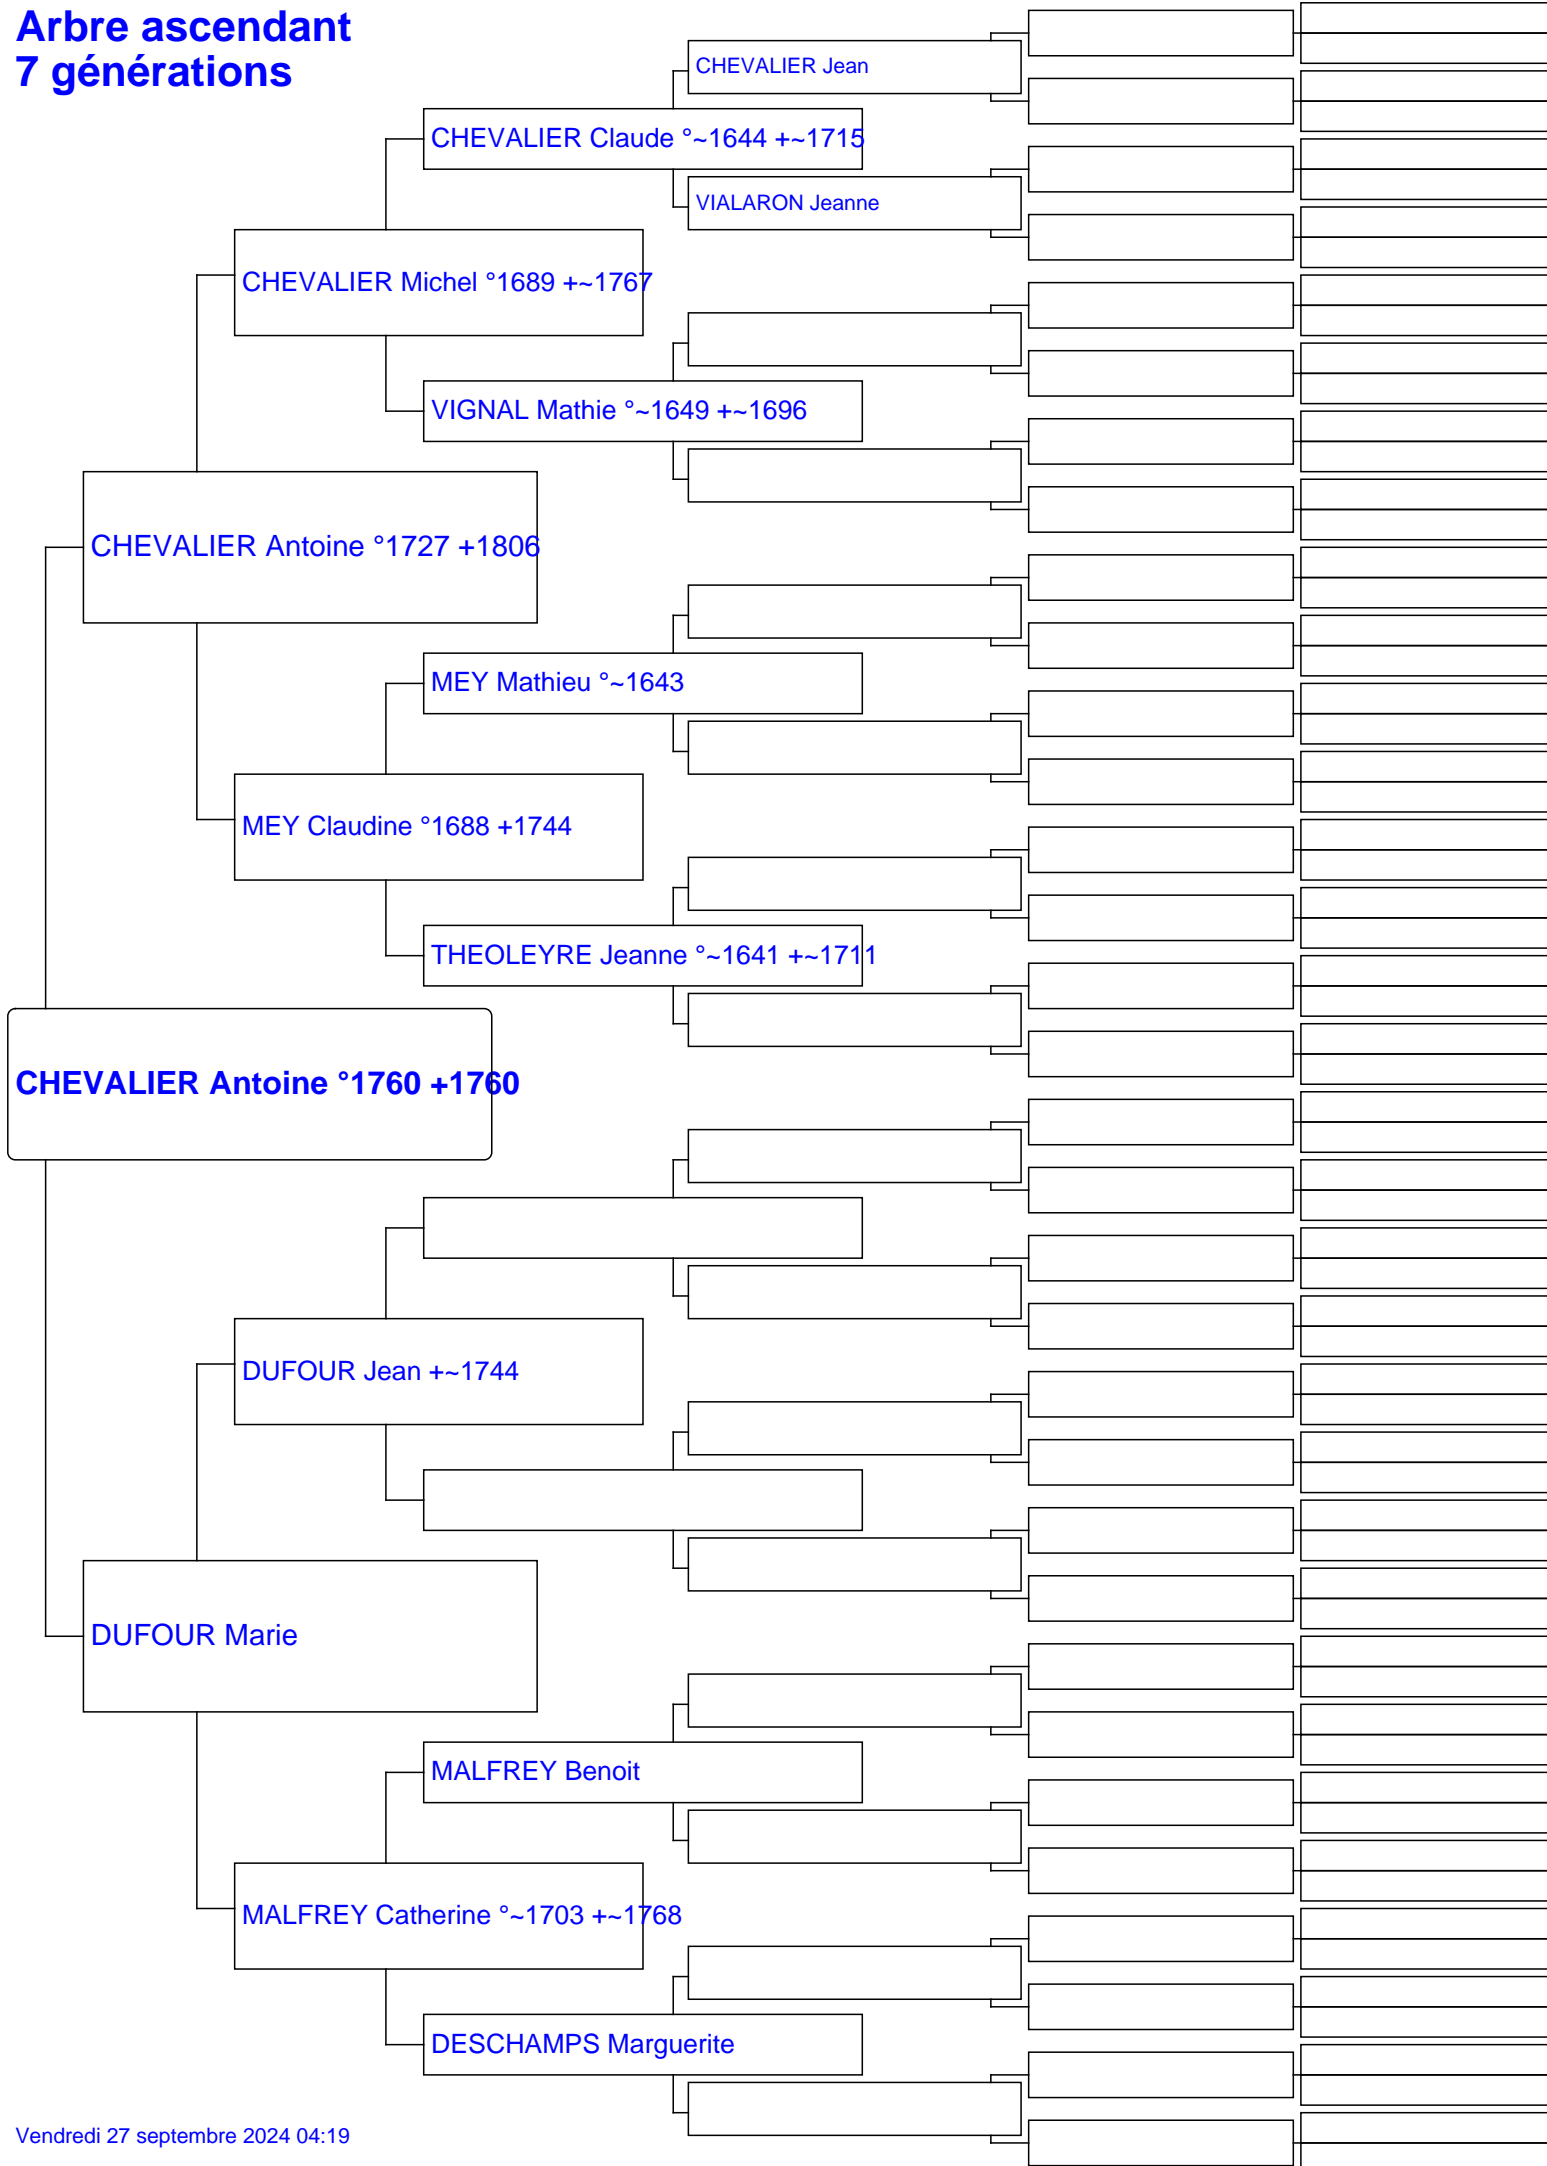 Arbre ascendant
7 générations
CHEVALIER Jean
CHEVALIER Claude °~1644 +~1715
VIALARON Jeanne
CHEVALIER Michel °1689 +~1767
VIGNAL Mathie °~1649 +~1696
CHEVALIER Antoine °1727 +1806
MEY Mathieu °~1643
MEY Claudine °1688 +1744
THEOLEYRE Jeanne °~1641 +~1711
CHEVALIER Antoine °1760 +1760
DUFOUR Jean +~1744
DUFOUR Marie
MALFREY Benoit
MALFREY Catherine °~1703 +~1768
DESCHAMPS Marguerite
Vendredi 27 septembre 2024 04:19